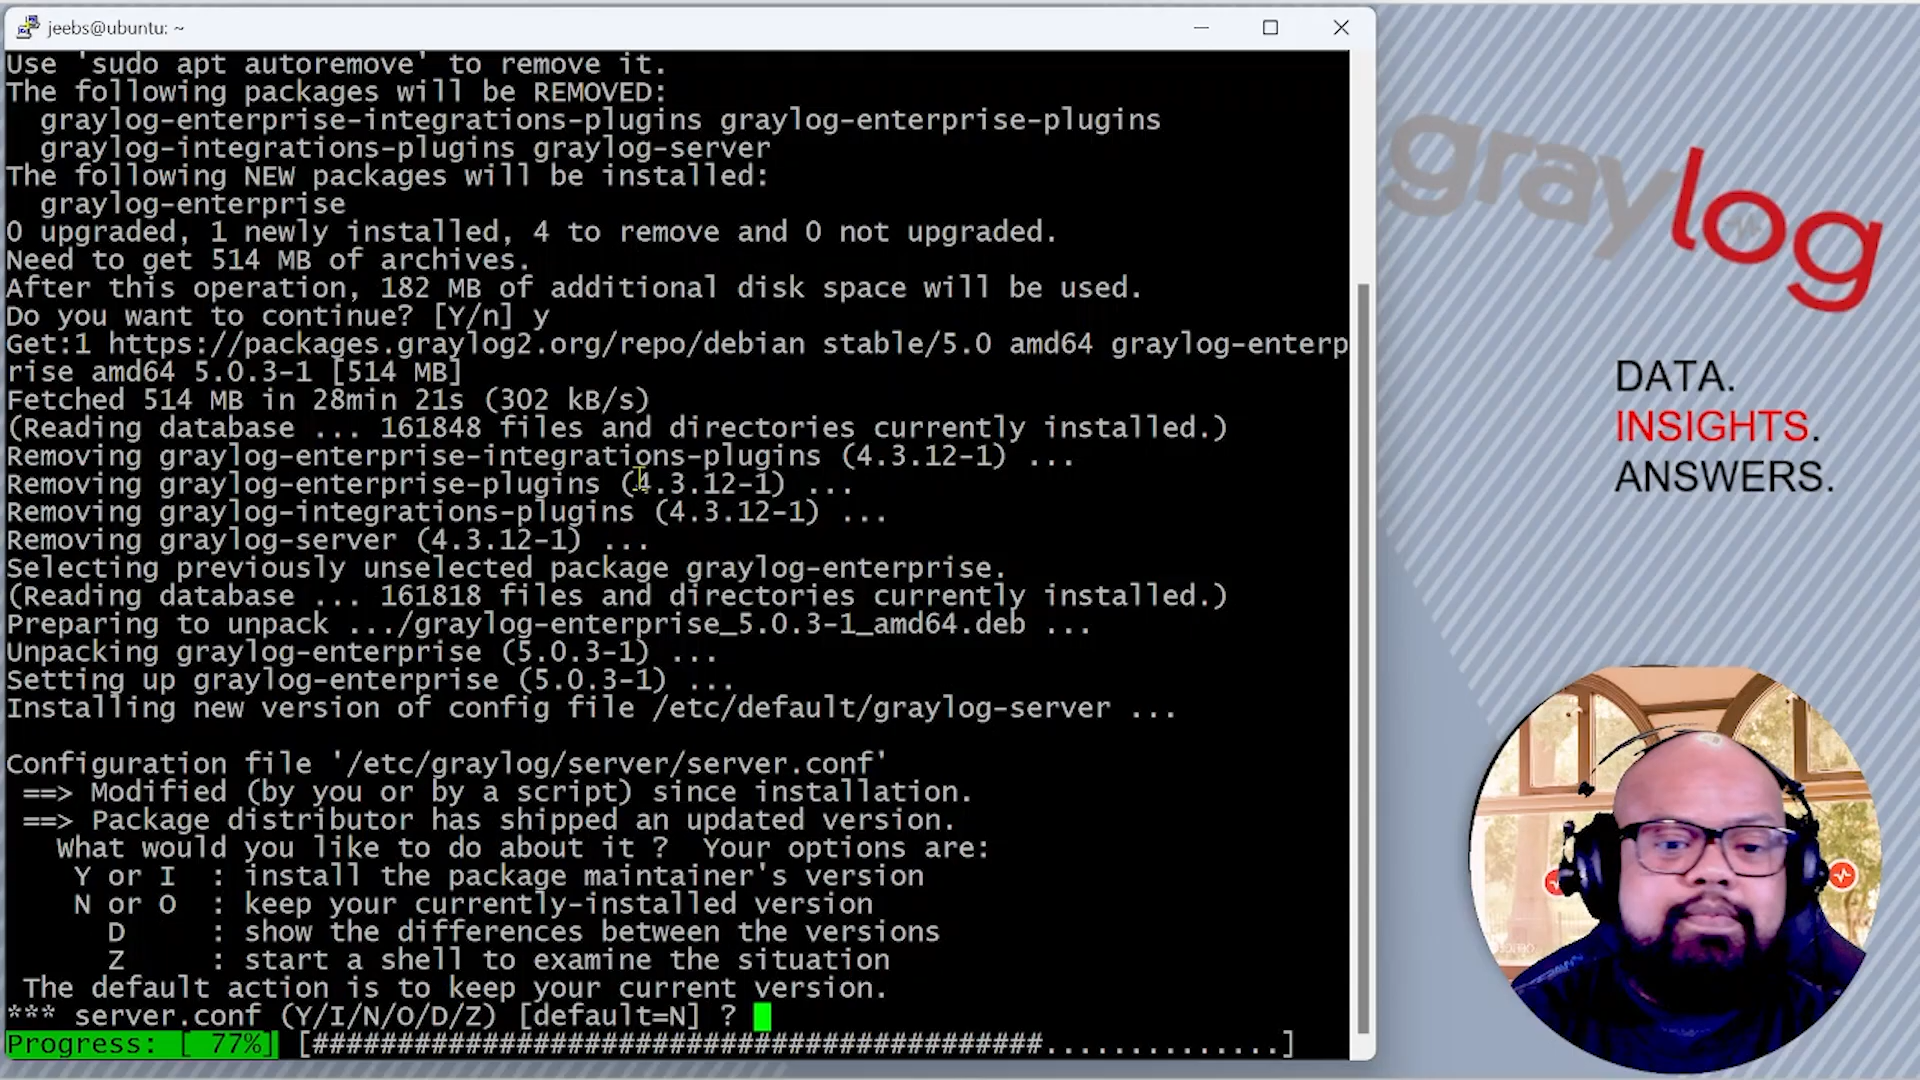 jeebs@ubuntu: ~
Use 'sudo apt autoremove' to remove it.
The following packages will be REMOVED:
graylog-enterprise-integrations-plugins graylog-enterprise-plugins
graylog-integrations-plugins graylog-server
The following NEW packages will be installed:
graylog-enterprise
0 upgraded, 1 newly installed, 4 to remove and 0 not upgraded.
Need to get 514 MB of archives.
After this operation, 182 MB of additional disk space will be used.
Do you want to continue? [Y/n] y
Get:1 https://packages.graylog2.org/repo/debian stable/5.0 amd64 graylog-enterp
rise amd64 5.0.3-1 [514 MB]
Fetched 514 MB in 28min 21s (302 kB/s)
(Reading database ... 161848 files and directories currently installed.)
Removing graylog-enterprise-integrations-plugins (4.3.12-1) ...
Removing graylog-enterprise-plugins (4.3.12-1) ...
Removing graylog-integrations-plugins (4.3.12-1) ...
Removing graylog-server (4.3.12-1) ...
Selecting previously unselected package graylog-enterprise.
(Reading database ... 161818 files and directories currently installed.)
Preparing to unpack .../graylog-enterprise_5.0.3-1_amd64.deb ...
Unpacking graylog-enterprise (5.0.3-1) ...
Setting up graylog-enterprise (5.0.3-1) ...
Installing new version of config file /etc/default/graylog-server ...
Configuration file '/etc/graylog/server/server.conf'
==> Modified (by you or by a script) since installation.
==> Package distributor has shipped an updated version.
What would you like to do about it ?  Your options are:
Y or I  : install the package maintainer's version
N or O  : keep your currently-installed version
D     : show the differences between the versions
Z     : start a shell to examine the situation
The default action is to keep your current version.
*** server.conf (Y/I/N/O/D/Z) [default=N] ?
Progress: [ 77%] [###########################################..............]
graylog
DATA.
INSIGHTS.
ANSWERS.